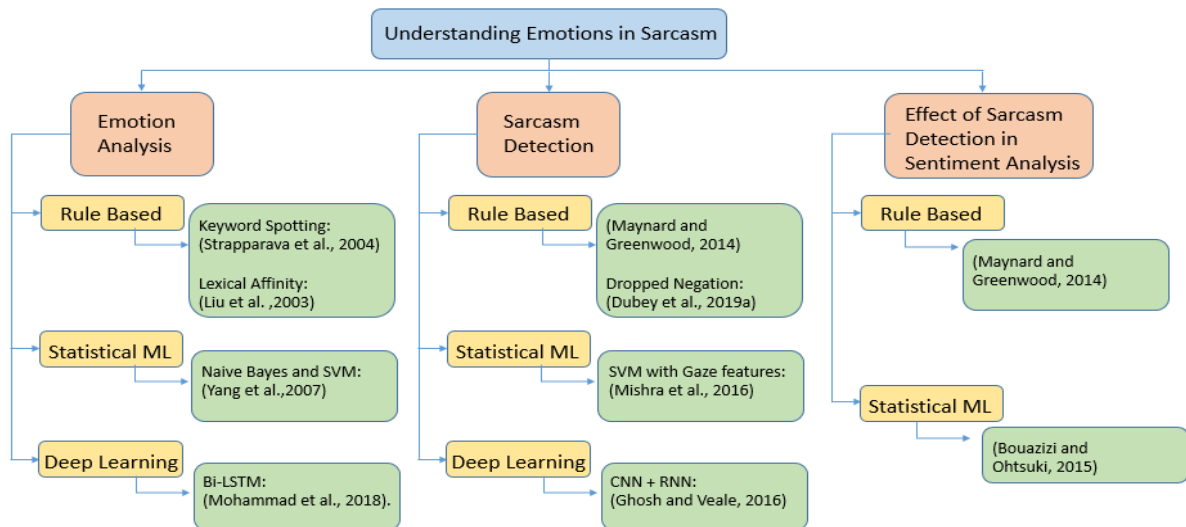 Understanding Emotions in Sarcasm
Emotion
Analysis
Rule Based
Keyword Spotting:
(Strapparava et al., 2004)
Lexical Affinity:
(Liu et al. ,2003)
Statistical ML
Naive Bayes and SVM:
(Yang et al.,2007)
Deep Learning
Bi-LSTM:
(Mohammad et al., 2018).
Sarcasm
Detection
Rule Based
(Maynard and
Greenwood, 2014)
Dropped Negation:
(Dubey et al., 2019a)
Statistical ML
SVM with Gaze features:
(Mishra et al., 2016)
Deep Learning
CNN + RNN:
(Ghosh and Veale, 2016)
Effect of Sarcasm
Detection in
Sentiment Analysis
Rule Based
(Maynard and
Greenwood, 2014)
Statistical ML
(Bouazizi and
Ohtsuki, 2015)